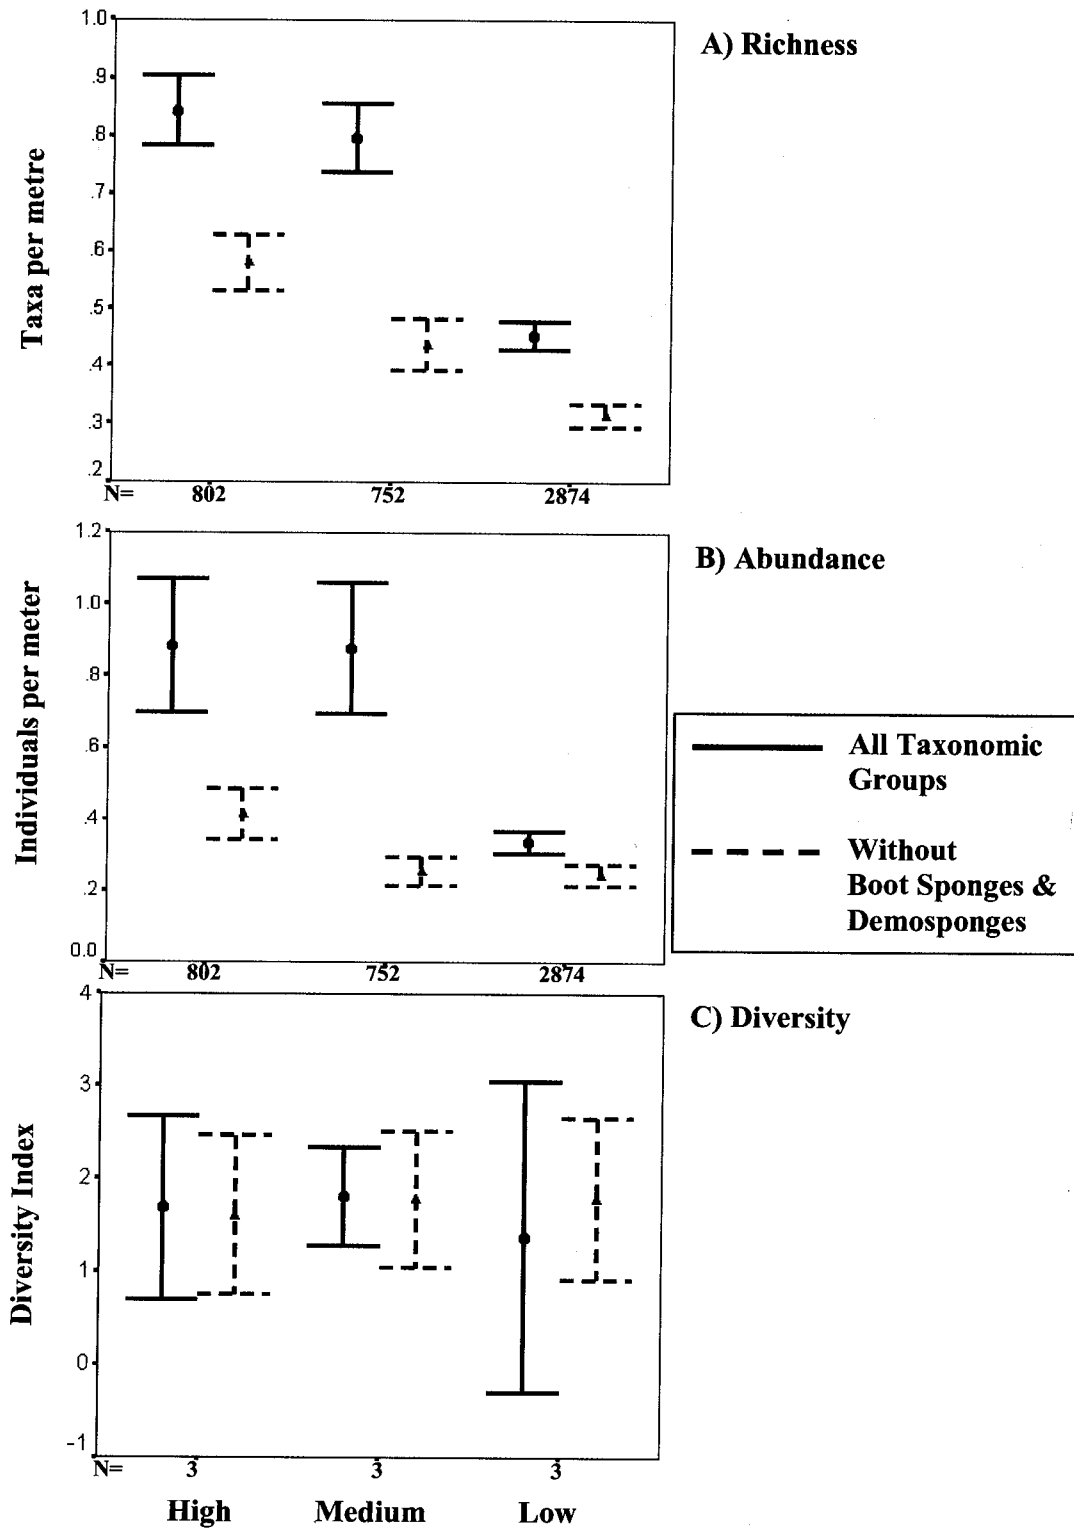 A) Richness
Taxa per metre
1.0
.9
.8
.7
.6
.5
.4
.3
.2
N= 802 752 2874
B) Abundance
Individuals per meter
1.2
1.0
.8
.6
.4
.2
0.0
N= 802 752 2874
All Taxonomic
Groups
Without
Boot Sponges &
Demosponges
C) Diversity
Diversity Index
4
3
2
1
0
-1
N= 3 3 3
High Medium Low